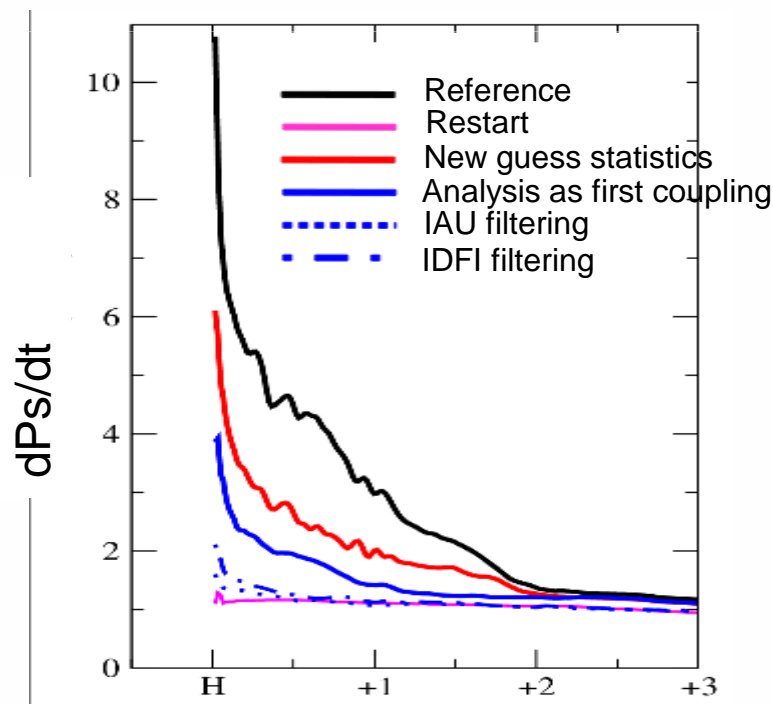 10
8
6
4
2
0
dPs/dt
Reference
Restart
New guess statistics
Analysis as first coupling
IAU filtering
IDFI filtering
H +1 +2 +3